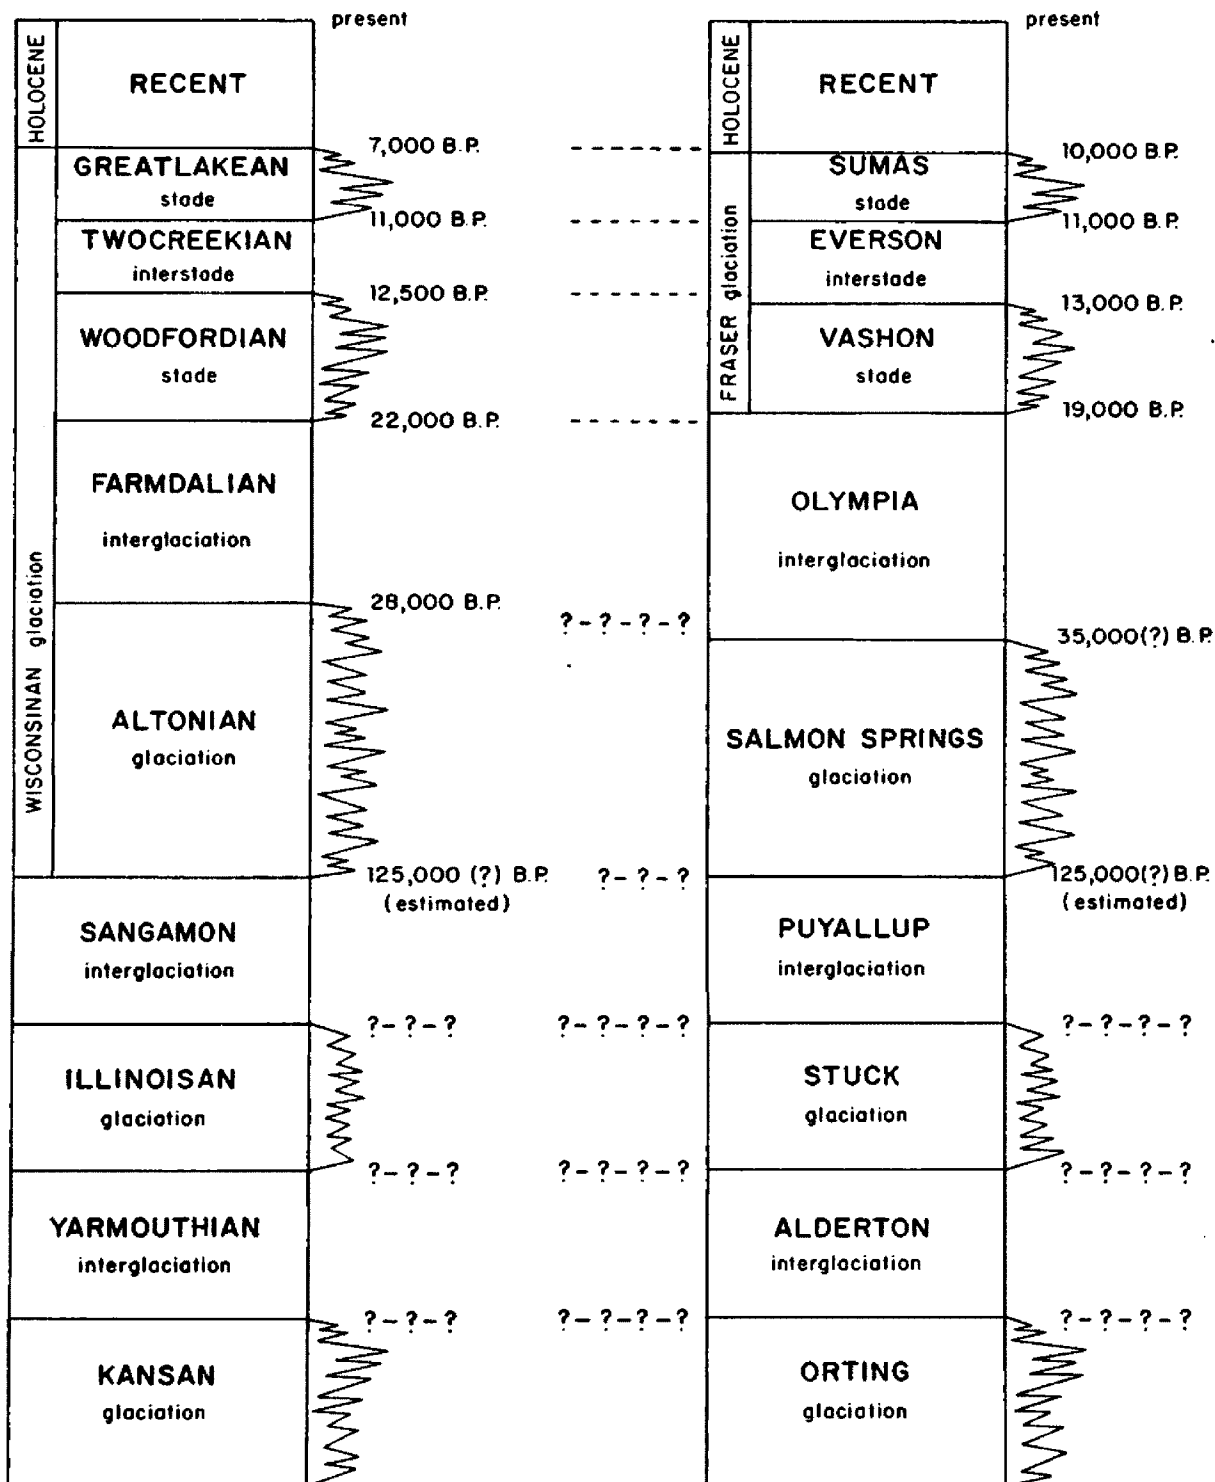 present
HOLOCENE
RECENT
7,000 B.P.
WISCONSINAN glaciation
GREATLAKEAN
stade
11,000 B.P.
TWOCREEKIAN
interstade
12,500 B.P.
WOODFORDIAN
stade
22,000 B.P.
FARMDALIAN
interglaciation
28,000 B.P.
?-?-?-?
ALTONIAN
glaciation
125,000 (?) B.P.
(estimated)
?-?-?
SANGAMON
interglaciation
?-?-?
?-?-?-?
ILLINOISAN
glaciation
?-?-?
?-?-?-?
YARMOUTHIAN
interglaciation
?-?-?
?-?-?-?
KANSAN
glaciation
present
HOLOCENE
RECENT
10,000 B.P.
FRASER glaciation
SUMAS
stade
11,000 B.P.
EVERSON
interstade
13,000 B.P.
VASHON
stade
19,000 B.P.
OLYMPIA
interglaciation
35,000(?) B.P.
SALMON SPRINGS
glaciation
125,000(?) B.P.
(estimated)
PUYALLUP
interglaciation
?-?-?-?
STUCK
glaciation
?-?-?-?
ALDERTON
interglaciation
?-?-?-?
ORTING
glaciation